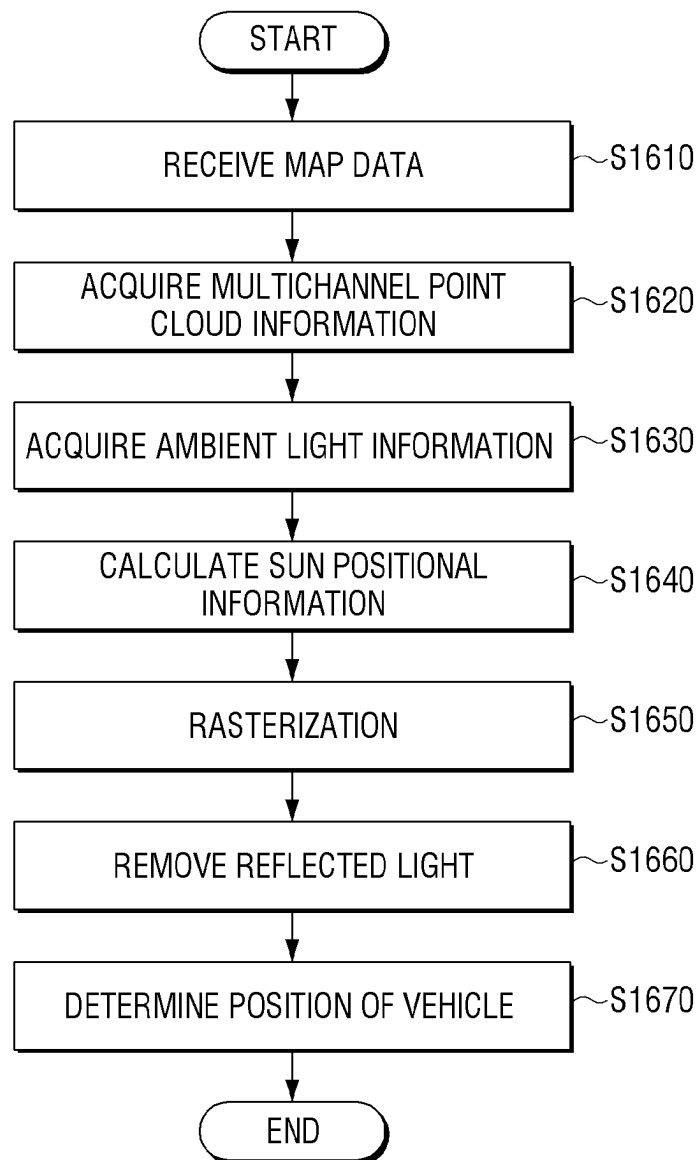 START
RECEIVE MAP DATA
S1610
ACQUIRE MULTICHANNEL POINT
CLOUD INFORMATION
S1620
ACQUIRE AMBIENT LIGHT INFORMATION
S1630
CALCULATE SUN POSITIONAL
INFORMATION
S1640
RASTERIZATION
S1650
REMOVE REFLECTED LIGHT
S1660
DETERMINE POSITION OF VEHICLE
S1670
END